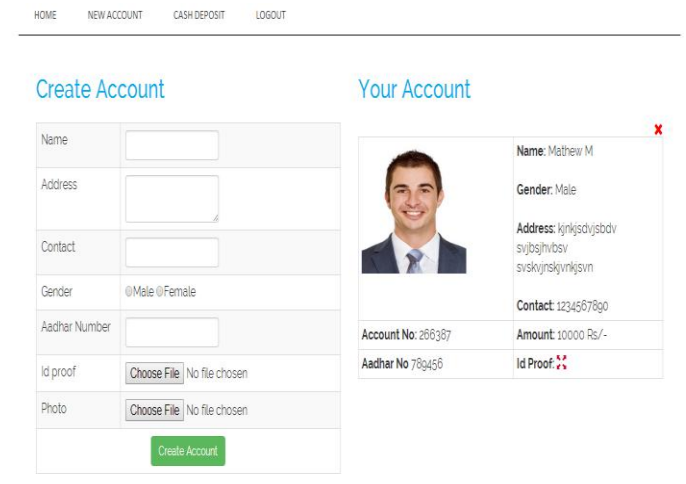 HOME NEW ACCOUNT CASH DEPOSIT LOGOUT
Create Account
Name
Address
Contact
Gender Male Female
Aadhar Number
Id proof Choose File No file chosen
Photo Choose File No file chosen
Create Account
Your Account
Name: Mathew M
Gender: Male
Address: kjnkjsdvjsbdv
svjbsjhvbsv
svskvjnskjvnkjsvn
Contact: 1234567890
Account No: 266387 Amount: 10000 Rs/-
Aadhar No 789456 Id Proof: